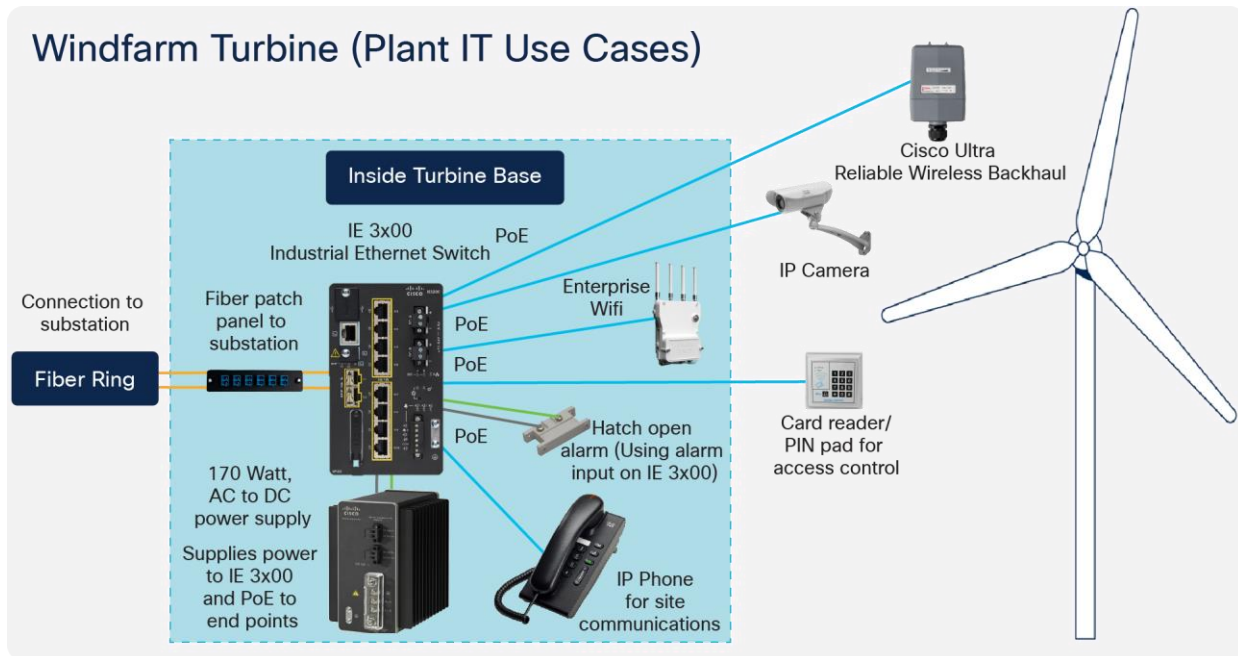 Windfarm Turbine (Plant IT Use Cases)
Inside Turbine Base
IE 3x00
Industrial Ethernet Switch
PoE
Cisco Ultra
Reliable Wireless Backhaul
IP Camera
Enterprise
Wifi
PoE
PoE
Connection to
substation
Fiber Ring
Fiber patch
panel to
substation
CISCO
Card reader/
PIN pad for
access control
PoE
Hatch open
alarm (Using alarm
input on IE 3x00)
170 Watt,
AC to DC
power supply
Supplies power
to IE 3x00
and PoE to
end points
CISCO
IP Phone
for site
communications